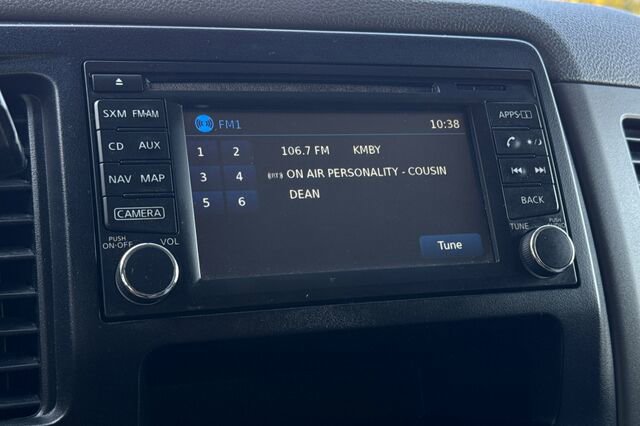 SXM FM·AM
CD AUX
NAV MAP
CAMERA
PUSH
ON·OFF VOL
FM1 10:38
1 2 106.7 FM KMBY
3 4 ON AIR PERSONALITY - COUSIN
DEAN
5 6
Tune
APPS·i
BACK
TUNE PUSH